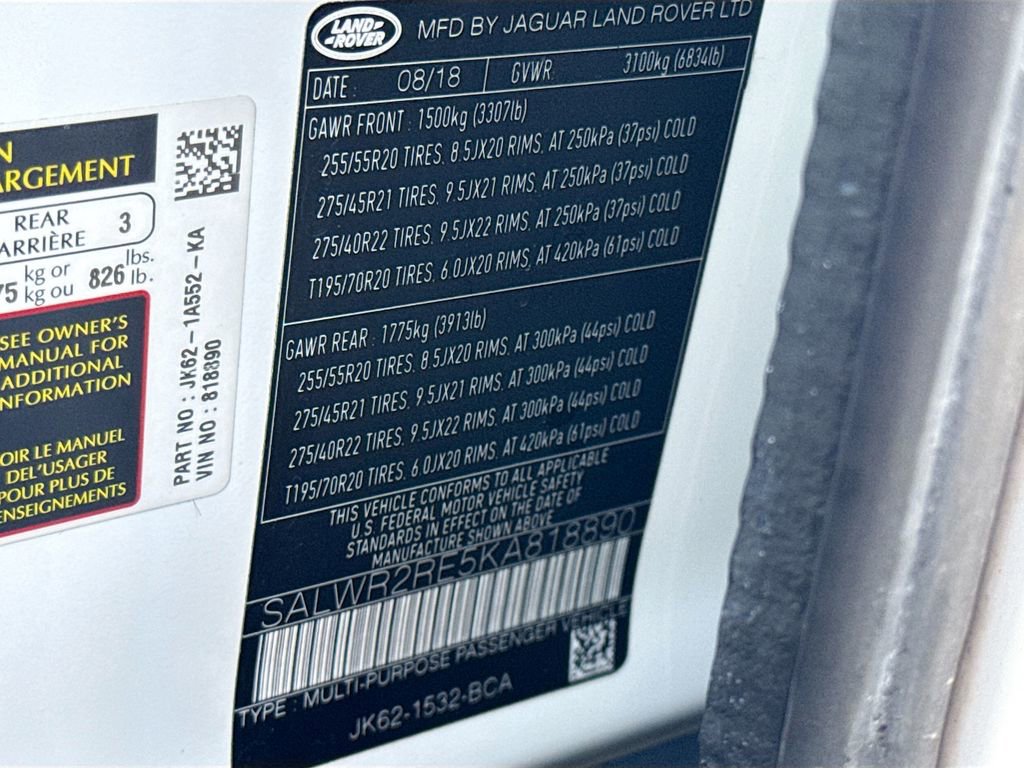 N
ARGEMENT
REAR
ARRIÈRE 3
75 kg or 826 lbs.
kg ou lb.
SEE OWNER'S
MANUAL FOR
ADDITIONAL
NFORMATION
OIR LE MANUEL
DEL'USAGER
POUR PLUS DE
ENSEIGNEMENTS
PART NO : JK62-1A552-KA
VIN NO : 818890
LAND-
-ROVER
MFD BY JAGUAR LAND ROVER LTD
DATE : 08/18 GVWR 3100kg (6834lb)
GAWR FRONT : 1500kg (3307lb)
255/55R20 TIRES, 8.5JX20 RIMS, AT 250kPa (37psi) COLD
275/45R21 TIRES, 9.5JX21 RIMS, AT 250kPa (37psi) COLD
275/40R22 TIRES, 9.5JX22 RIMS, AT 250kPa (37psi) COLD
T195/70R20 TIRES, 6.0JX20 RIMS, AT 420kPa (61psi) COLD
GAWR REAR : 1775kg (3913lb)
255/55R20 TIRES, 8.5JX20 RIMS, AT 300kPa (44psi) COLD
275/45R21 TIRES, 9.5JX21 RIMS, AT 300kPa (44psi) COLD
275/40R22 TIRES, 9.5JX22 RIMS, AT 300kPa (44psi) COLD
T195/70R20 TIRES, 6.0JX20 RIMS, AT 420kPa (61psi) COLD
THIS VEHICLE CONFORMS TO ALL APPLICABLE
U.S. FEDERAL MOTOR VEHICLE SAFETY
STANDARDS IN EFFECT ON THE DATE OF
MANUFACTURE SHOWN ABOVE
SALWR2RE5KA818890
TYPE : MULTI-PURPOSE PASSENGER VEHICLE
JK62-1532-BCA